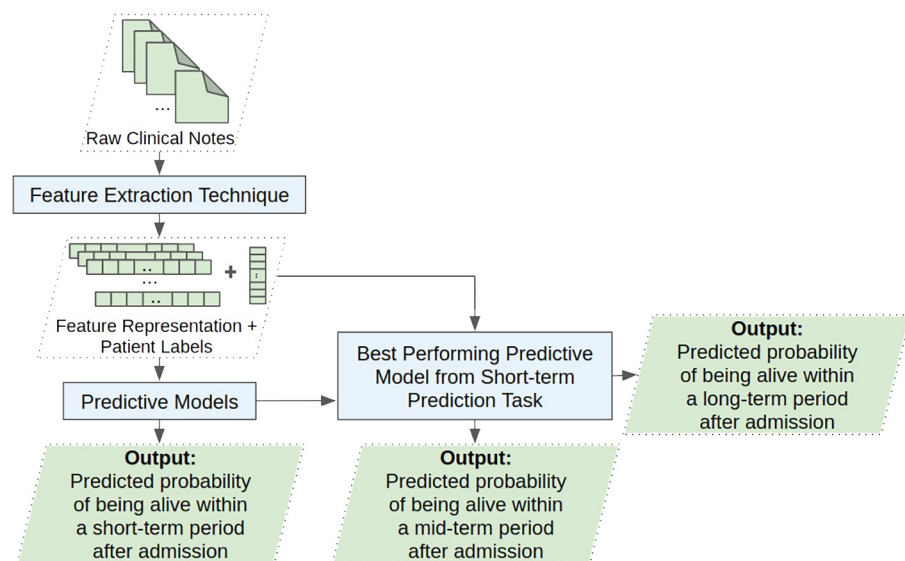 ...
Raw Clinical Notes
Feature Extraction Technique
..
...
..
+
:
Feature Representation +
Patient Labels
Predictive Models
Best Performing Predictive
Model from Short-term
Prediction Task
Output:
Predicted probability
of being alive within
a long-term period
after admission
Output:
Predicted probability
of being alive within
a short-term period
after admission
Output:
Predicted probability
of being alive within
a mid-term period
after admission